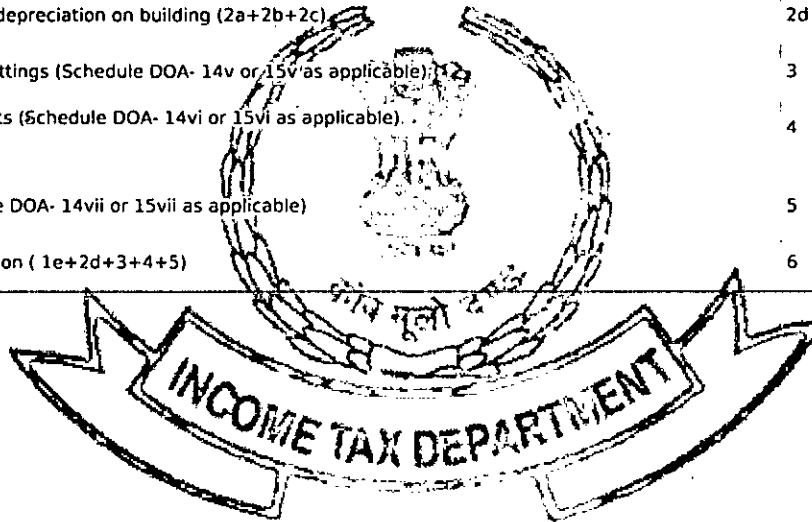 depreciation on building (2a+2b+2c) 2d
ttings (Schedule DOA- 14v or 15v as applicable) 3
ts (Schedule DOA- 14vi or 15vi as applicable) 4
e DOA- 14vii or 15vii as applicable) 5
on ( 1e+2d+3+4+5) 6
कोष मूलो दण्डः
INCOME TAX DEPARTMENT